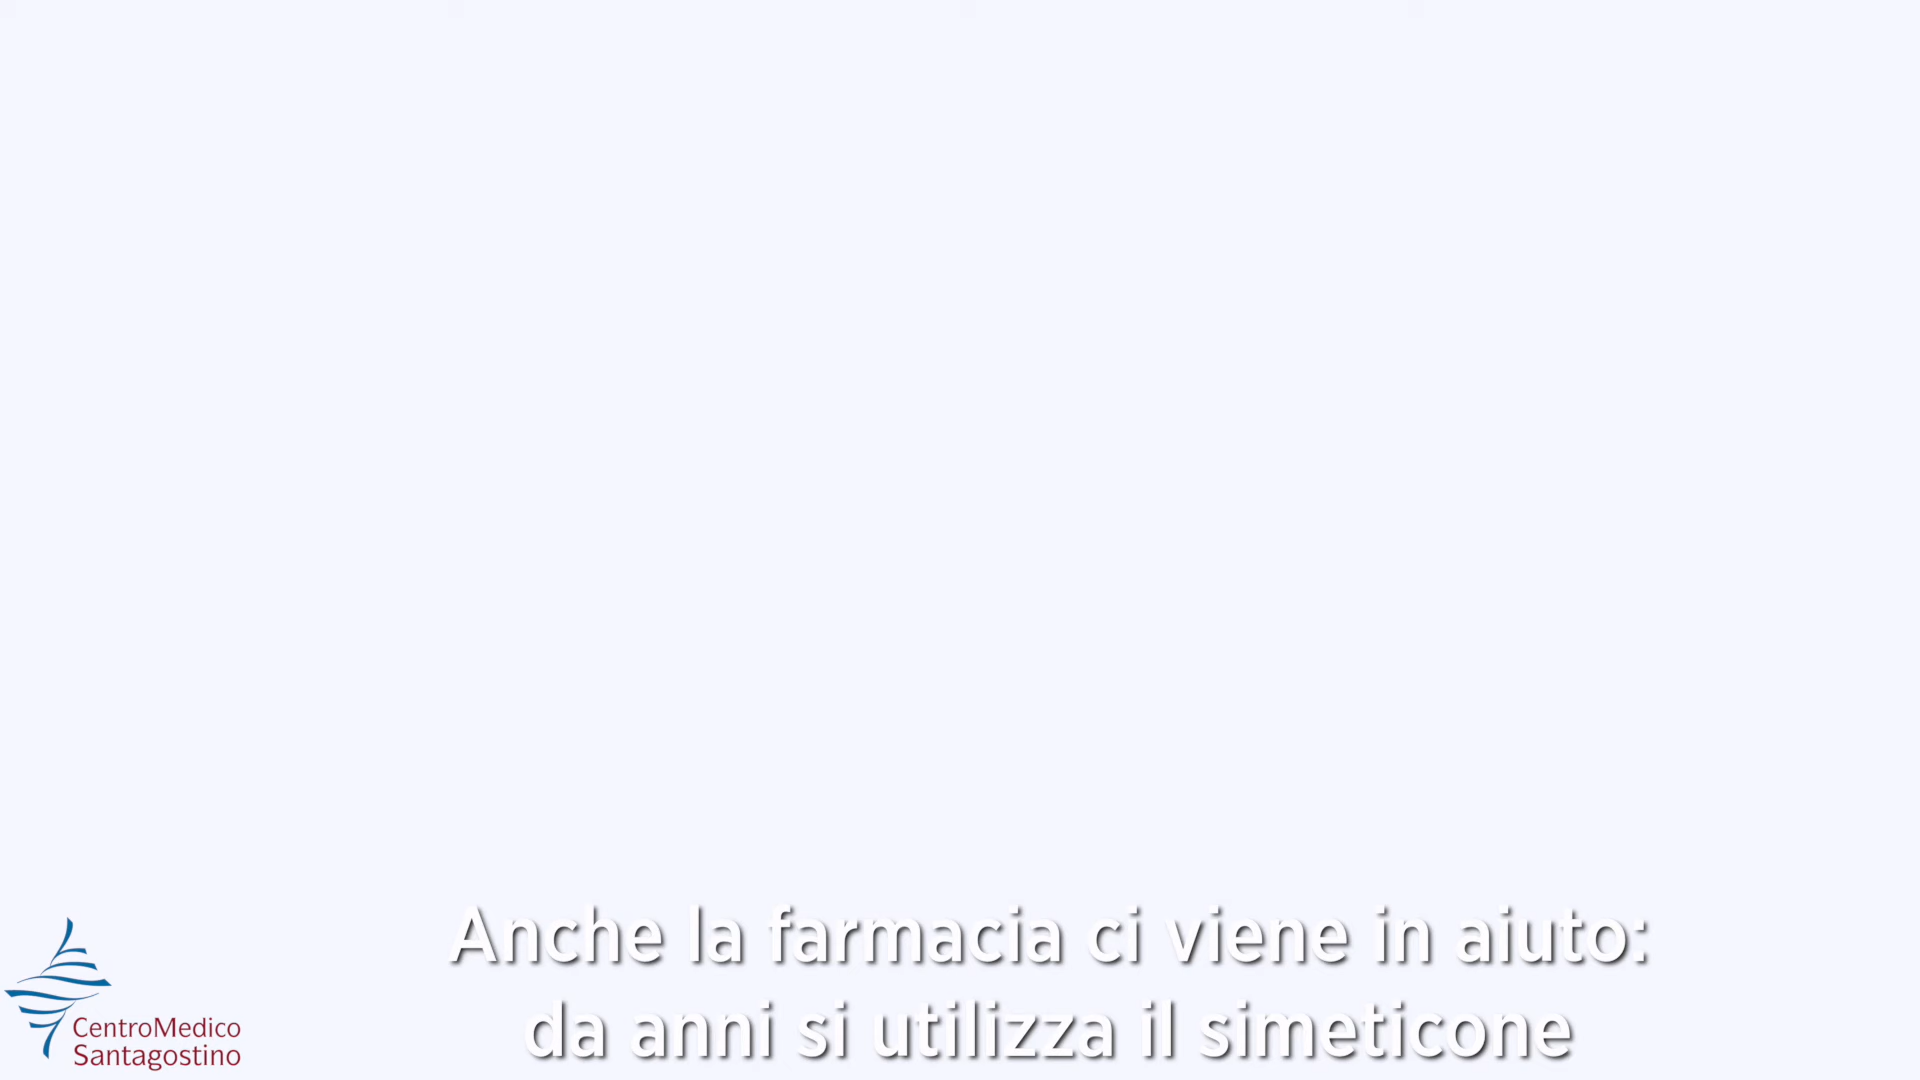 Anche la farmacia ci viene in aiuto:
da anni si utilizza il simeticone
CentroMedico
Santagostino